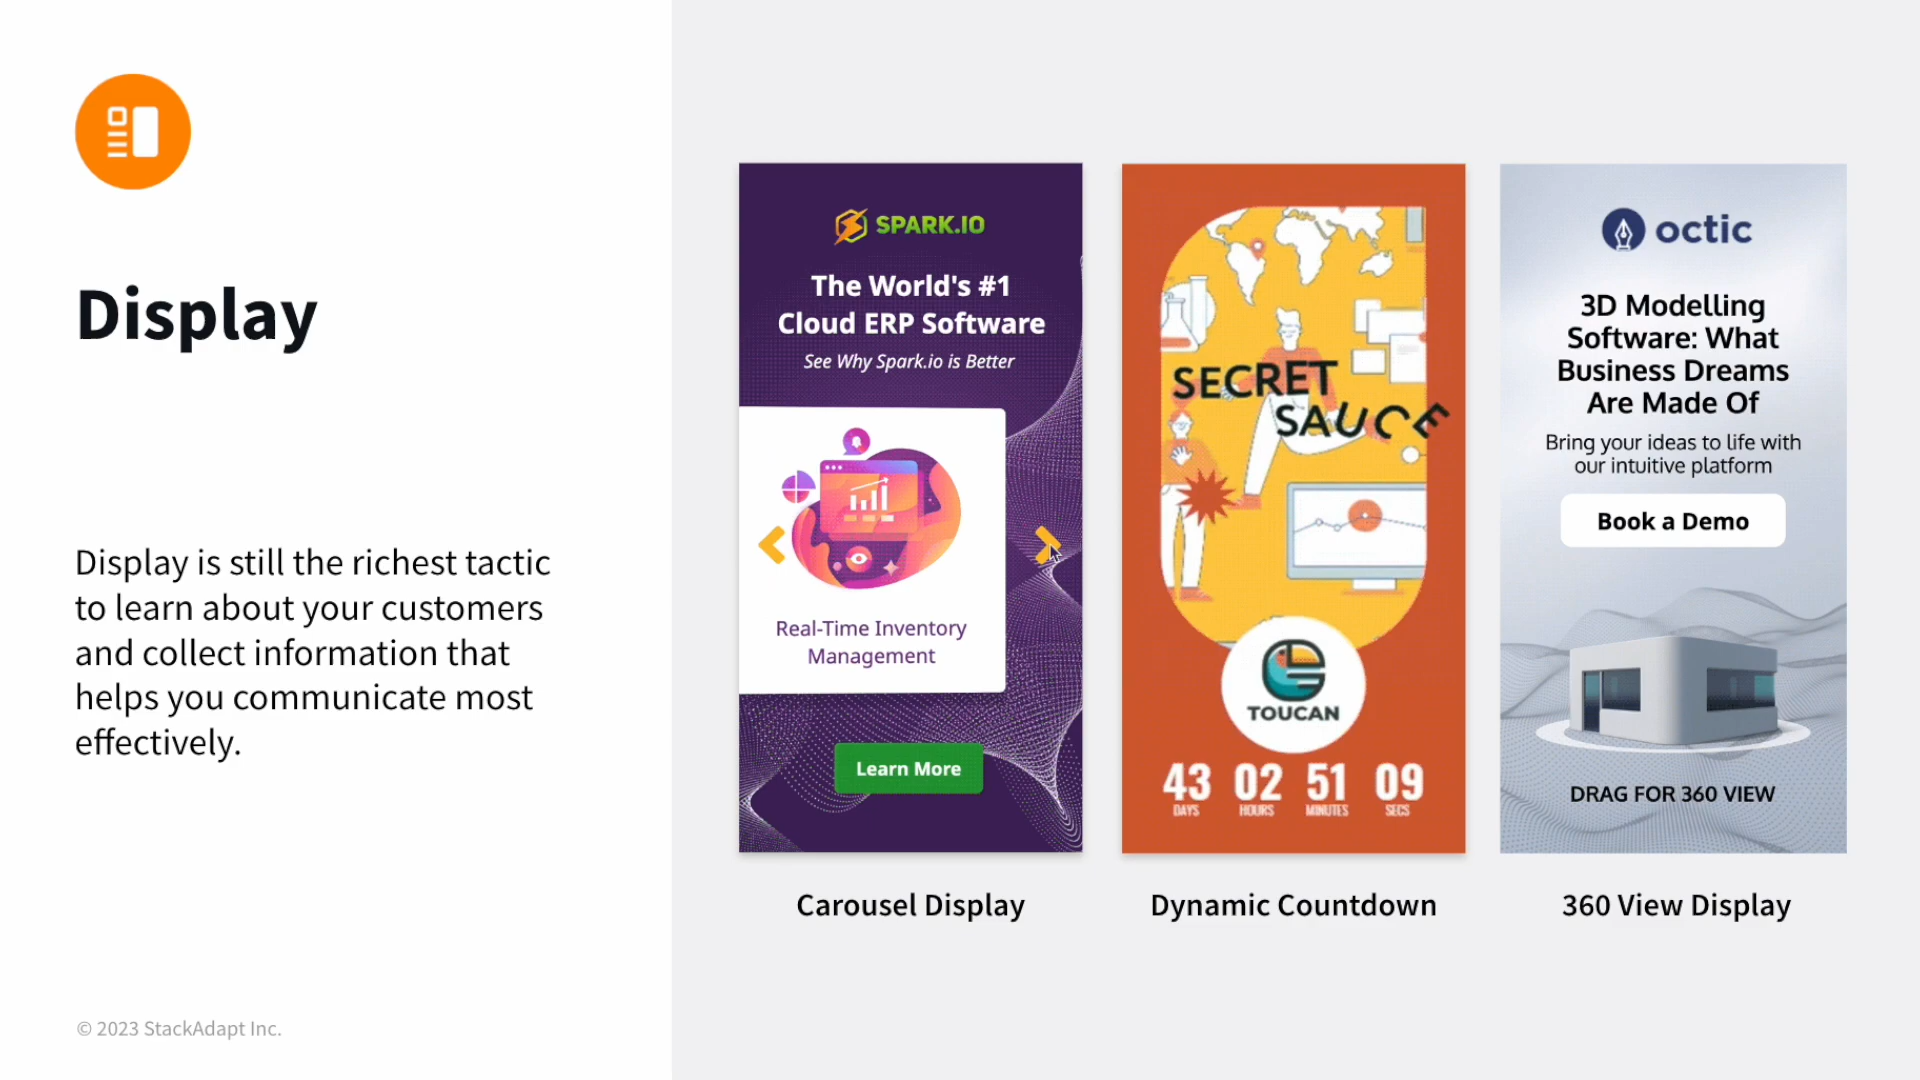 Display
Display is still the richest tactic
to learn about your customers
and collect information that
helps you communicate most
effectively.
© 2023 StackAdapt Inc.
SPARK.IO
The World's #1
Cloud ERP Software
See Why Spark.io is Better
Real-Time Inventory
Management
Learn More
Carousel Display
SECRET
SAUCE
TOUCAN
43 02 51 09
DAYS HOURS MINUTES SECS
Dynamic Countdown
octic
3D Modelling
Software: What
Business Dreams
Are Made Of
Bring your ideas to life with
our intuitive platform
Book a Demo
DRAG FOR 360 VIEW
360 View Display